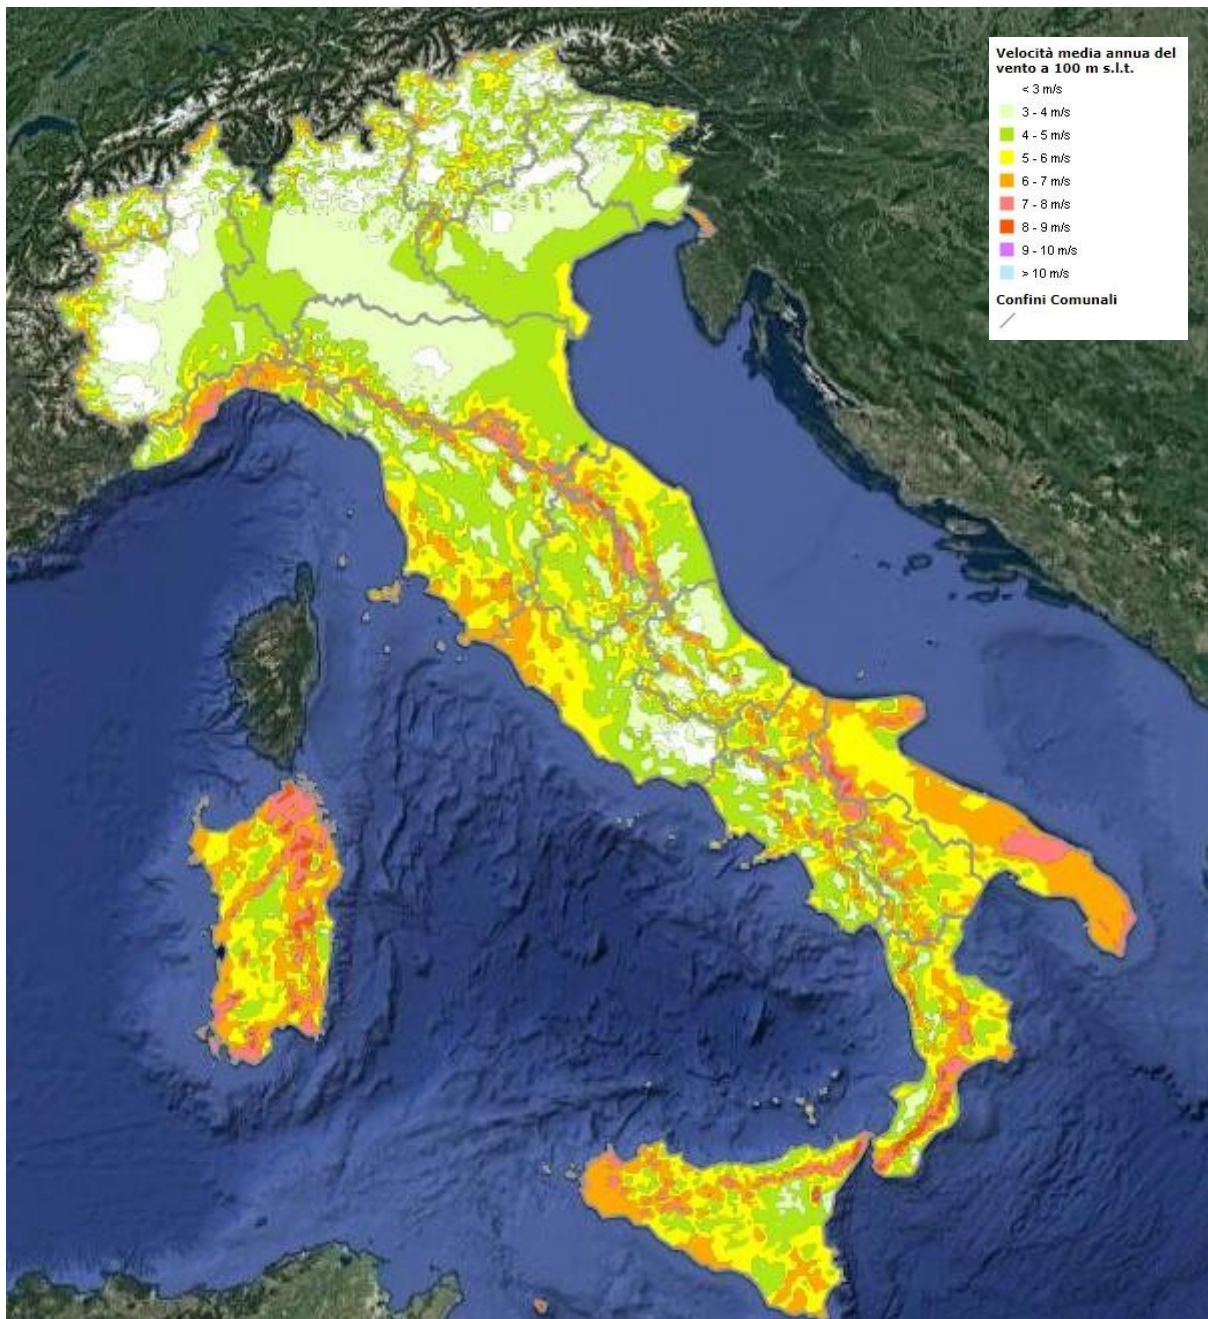 Velocità media annua del
vento a 100 m s.l.t.
< 3 m/s
3 - 4 m/s
4 - 5 m/s
5 - 6 m/s
6 - 7 m/s
7 - 8 m/s
8 - 9 m/s
9 - 10 m/s
> 10 m/s
Confini Comunali